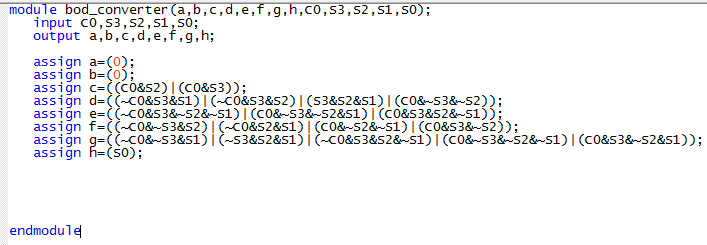 module bod_converter(a,b,c,d,e,f,g,h,C0,S3,S2,S1,S0);
input C0,S3,S2,S1,S0;
output a,b,c,d,e,f,g,h;
assign a=(0);
assign b=(0);
assign c=((C0&S2)|(C0&S3));
assign d=((~C0&S3&S1)|(~C0&S3&S2)|(S3&S2&S1)|(C0&~S3&~S2));
assign e=((~C0&S3&~S2&~S1)|(C0&~S3&~S2&S1)|(C0&S3&S2&~S1));
assign f=((~C0&~S3&S2)|(~C0&S2&S1)|(C0&~S2&~S1)|(C0&S3&~S2));
assign g=((~C0&~S3&S1)|(~S3&S2&S1)|(~C0&S3&S2&~S1)|(C0&~S3&~S2&~S1)|(C0&S3&~S2&S1));
assign h=(S0);
endmodule